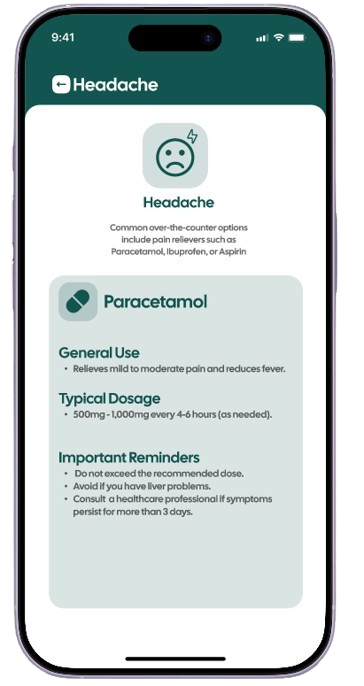 9:41
Headache
Headache
Common over-the-counter options
include pain relievers such as
Paracetamol, Ibuprofen, or Aspirin
Paracetamol
General Use
• Relieves mild to moderate pain and reduces fever.
Typical Dosage
• 500mg - 1,000mg every 4-6 hours (as needed).
Important Reminders
• Do not exceed the recommended dose.
• Avoid if you have liver problems.
• Consult a healthcare professional if symptoms
persist for more than 3 days.